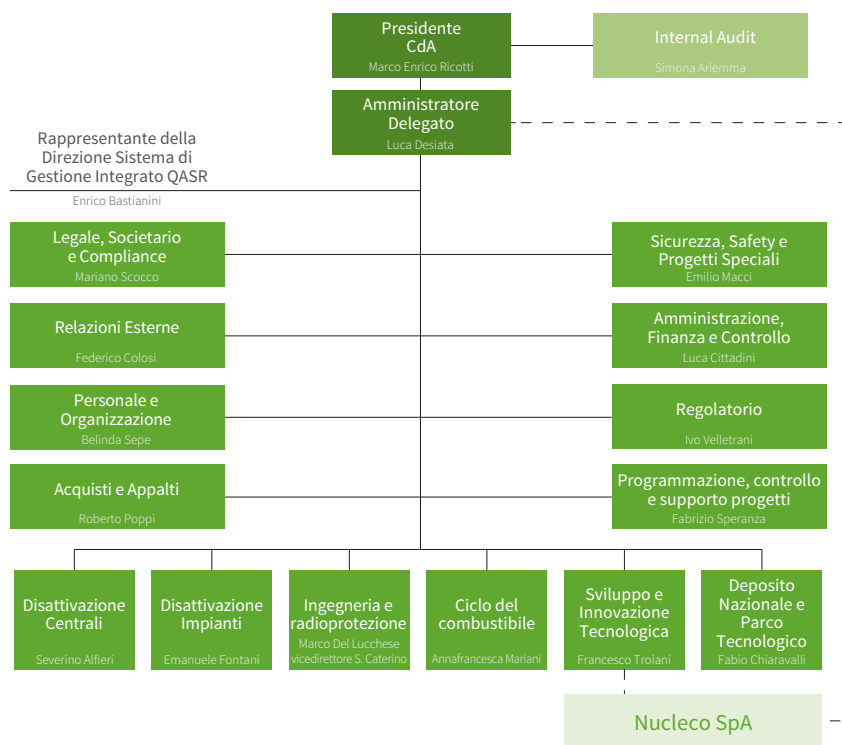 Presidente
CdA
Marco Enrico Ricotti
Internal Audit
Simona Ariemma
Amministratore
Delegato
Luca Desiata
Rappresentante della
Direzione Sistema di
Gestione Integrato QASR
Enrico Bastianini
Legale, Societario
e Compliance
Mariano Scocco
Sicurezza, Safety e
Progetti Speciali
Emilio Macci
Relazioni Esterne
Federico Colosi
Amministrazione,
Finanza e Controllo
Luca Cittadini
Personale e
Organizzazione
Belinda Sepe
Regolatorio
Ivo Velletrani
Acquisti e Appalti
Roberto Poppi
Programmazione, controllo
e supporto progetti
Fabrizio Speranza
Disattivazione
Centrali
Severino Alfieri
Disattivazione
Impianti
Emanuele Fontani
Ingegneria e
radioprotezione
Marco Del Lucchese
vicedirettore S. Caterino
Ciclo del
combustibile
Annafrancesca Mariani
Sviluppo e
Innovazione
Tecnologica
Francesco Troiani
Deposito
Nazionale e
Parco
Tecnologico
Fabio Chiaravalli
Nucleco SpA